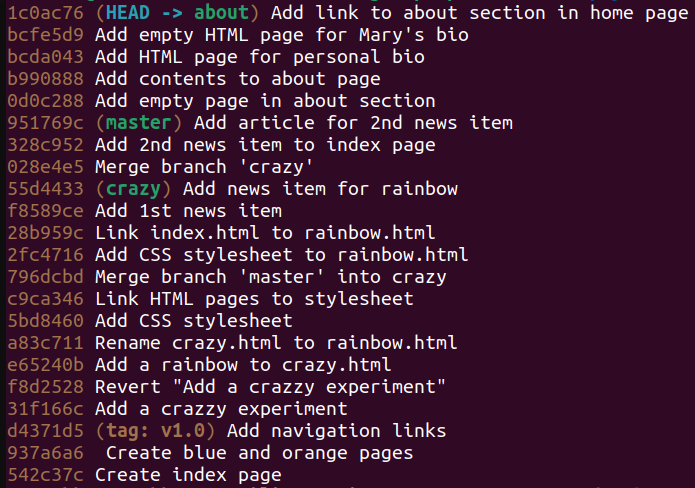 1c0ac76 (HEAD -> about) Add link to about section in home page
bcfe5d9 Add empty HTML page for Mary's bio
bcda043 Add HTML page for personal bio
b990888 Add contents to about page
0d0c288 Add empty page in about section
951769c (master) Add article for 2nd news item
328c952 Add 2nd news item to index page
028e4e5 Merge branch 'crazy'
55d4433 (crazy) Add news item for rainbow
f8589ce Add 1st news item
28b959c Link index.html to rainbow.html
2fc4716 Add CSS stylesheet to rainbow.html
796dcbd Merge branch 'master' into crazy
c9ca346 Link HTML pages to stylesheet
5bd8460 Add CSS stylesheet
a83c711 Rename crazy.html to rainbow.html
e65240b Add a rainbow to crazy.html
f8d2528 Revert "Add a crazzy experiment"
31f166c Add a crazzy experiment
d4371d5 (tag: v1.0) Add navigation links
937a6a6  Create blue and orange pages
542c37c Create index page